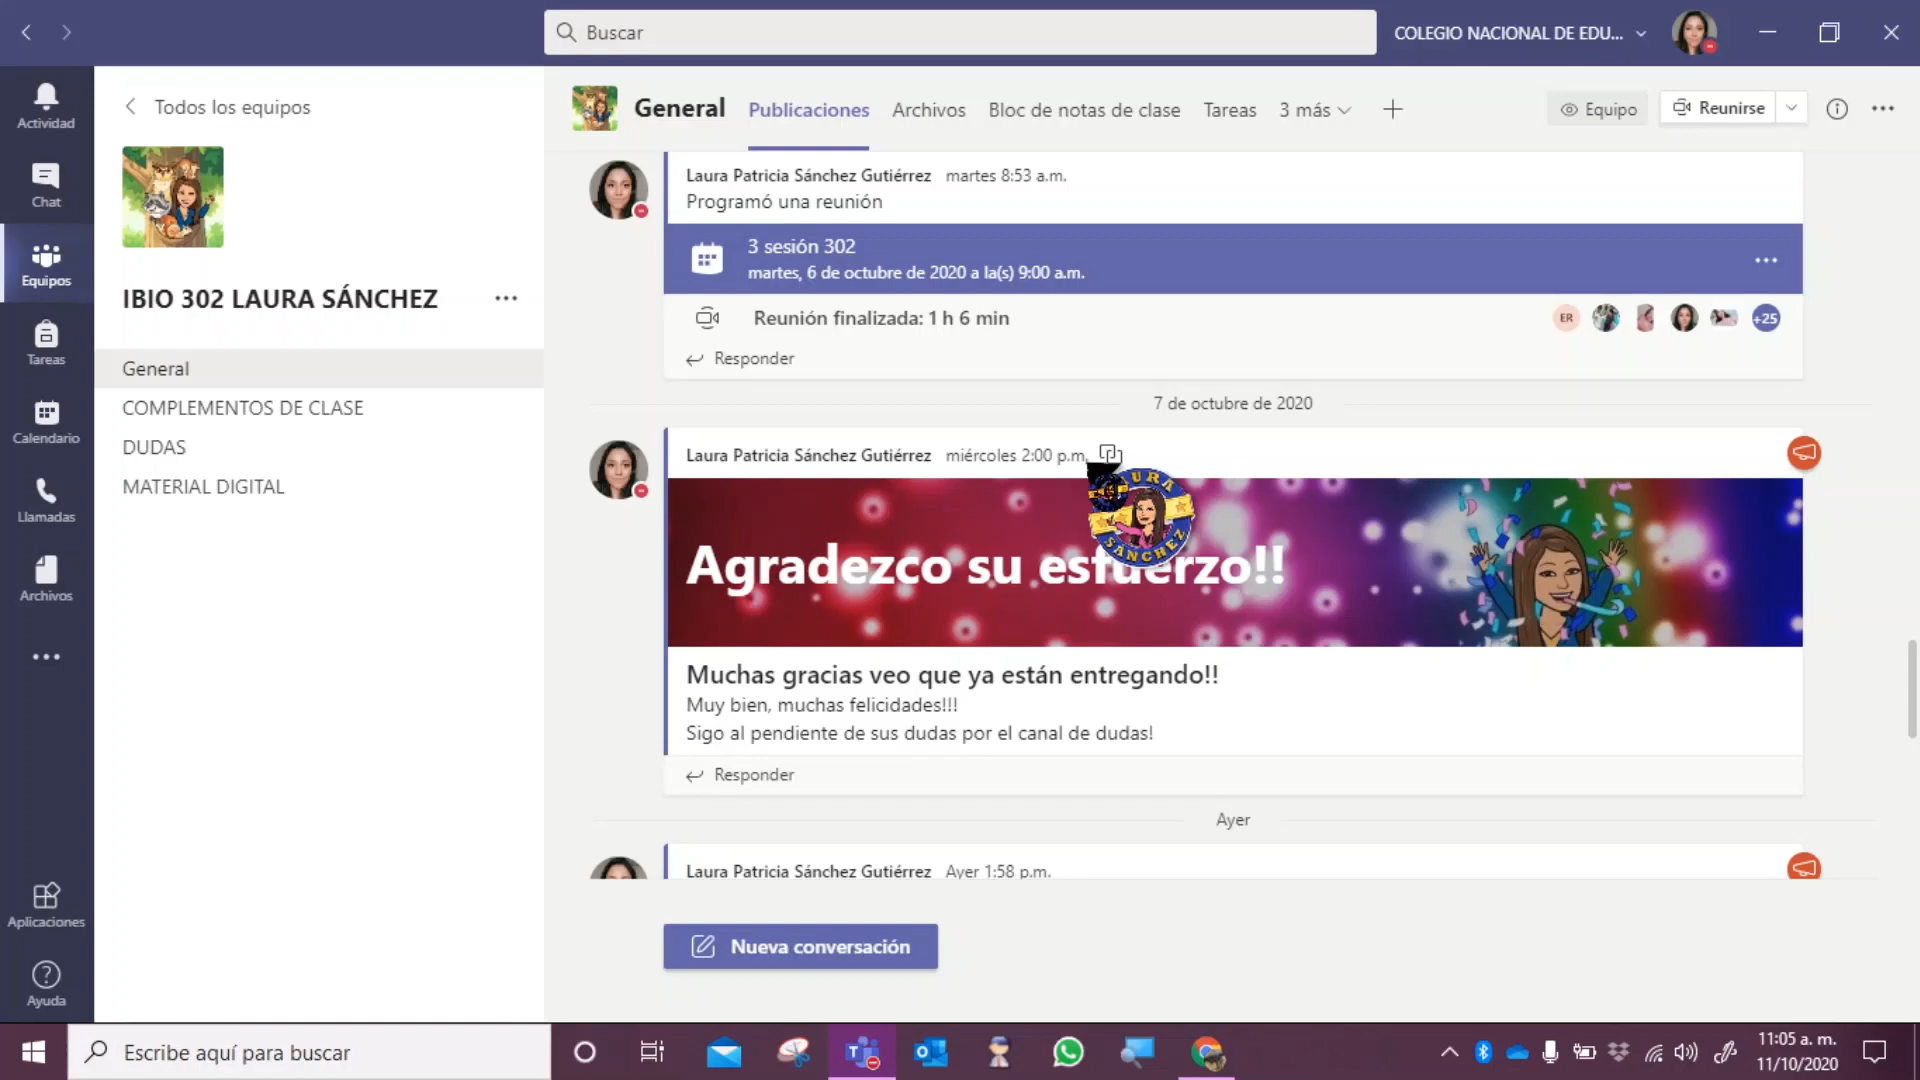 Buscar
COLEGIO NACIONAL DE EDU...
Actividad
Chat
Equipos
Tareas
Calendario
Llamadas
Archivos
Aplicaciones
Ayuda
Todos los equipos
IBIO 302 LAURA SÁNCHEZ
General
COMPLEMENTOS DE CLASE
DUDAS
MATERIAL DIGITAL
General
Publicaciones
Archivos
Bloc de notas de clase
Tareas
3 más
Equipo
Reunirse
Laura Patricia Sánchez Gutiérrez martes 8:53 a.m.
Programó una reunión
3 sesión 302
martes, 6 de octubre de 2020 a la(s) 9:00 a.m.
Reunión finalizada: 1 h 6 min
ER
+25
Responder
7 de octubre de 2020
Laura Patricia Sánchez Gutiérrez miércoles 2:00 p.m.
SANCHEZ
Agradezco su esfuerzo!!
Muchas gracias veo que ya están entregando!!
Muy bien, muchas felicidades!!!
Sigo al pendiente de sus dudas por el canal de dudas!
Responder
Ayer
Laura Patricia Sánchez Gutiérrez Ayer 1:58 p.m.
Nueva conversación
Escribe aquí para buscar
11:05 a. m.
11/10/2020